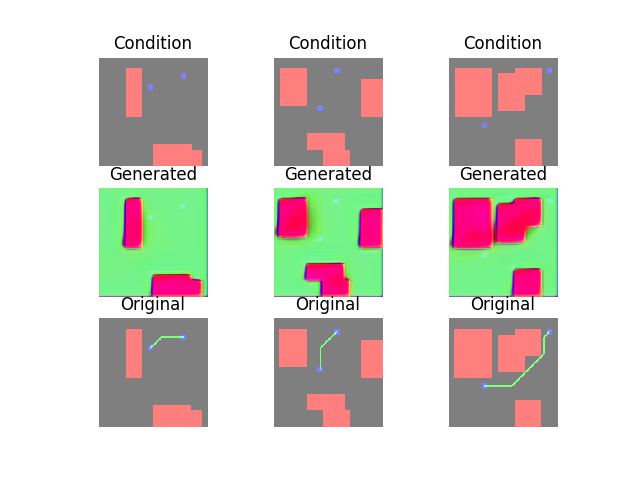 Condition Condition Condition
Generated Generated Generated
Original Original Original